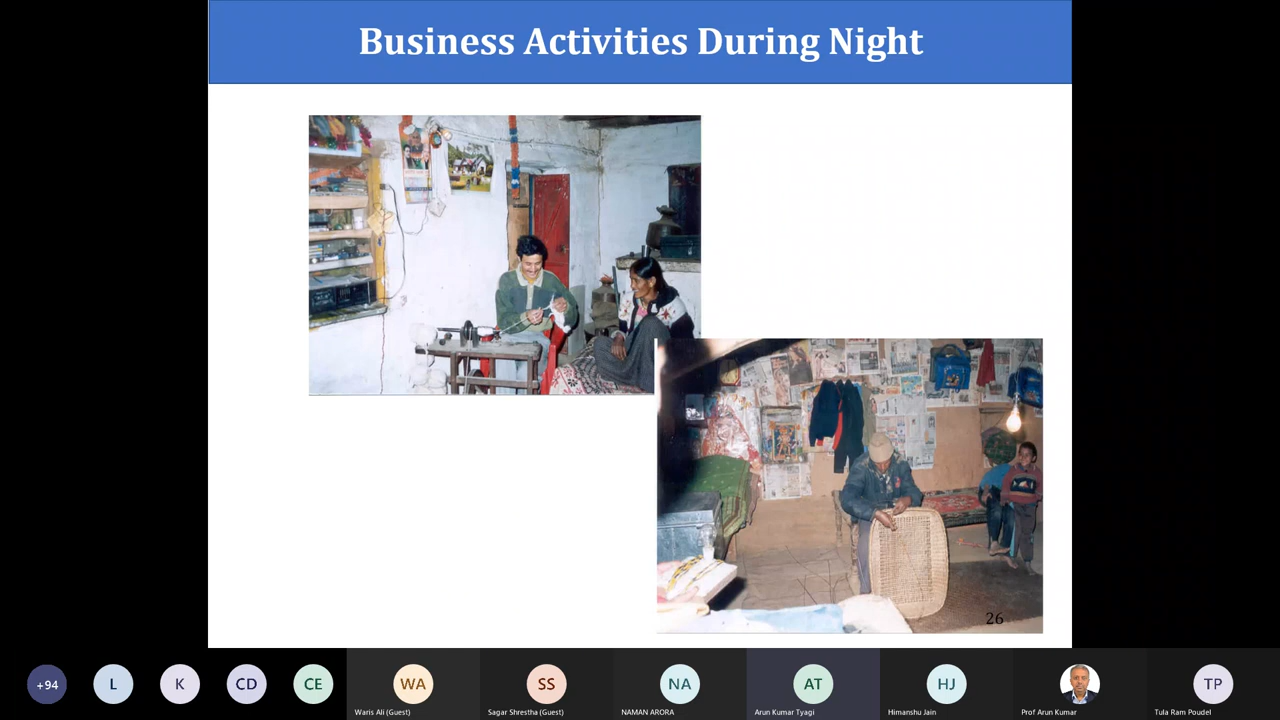 Business Activities During Night
26
+94
L
K
CD
CE
WA
Waris Ali (Guest)
SS
Sagar Shrestha (Guest)
NA
NAMAN ARORA
AT
Arun Kumar Tyagi
HJ
Himanshu Jain
Prof Arun Kumar
TP
Tula Ram Poudel